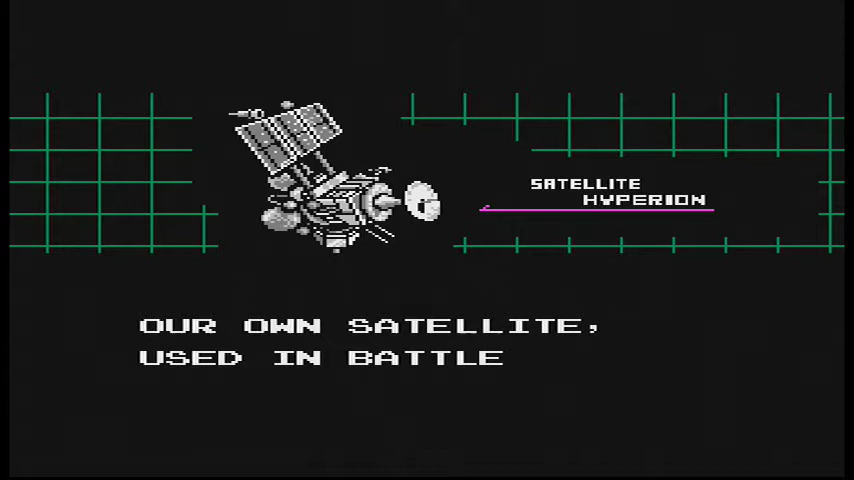 SATELLITE
HYPERION
OUR OWN SATELLITE,
USED IN BATTLE